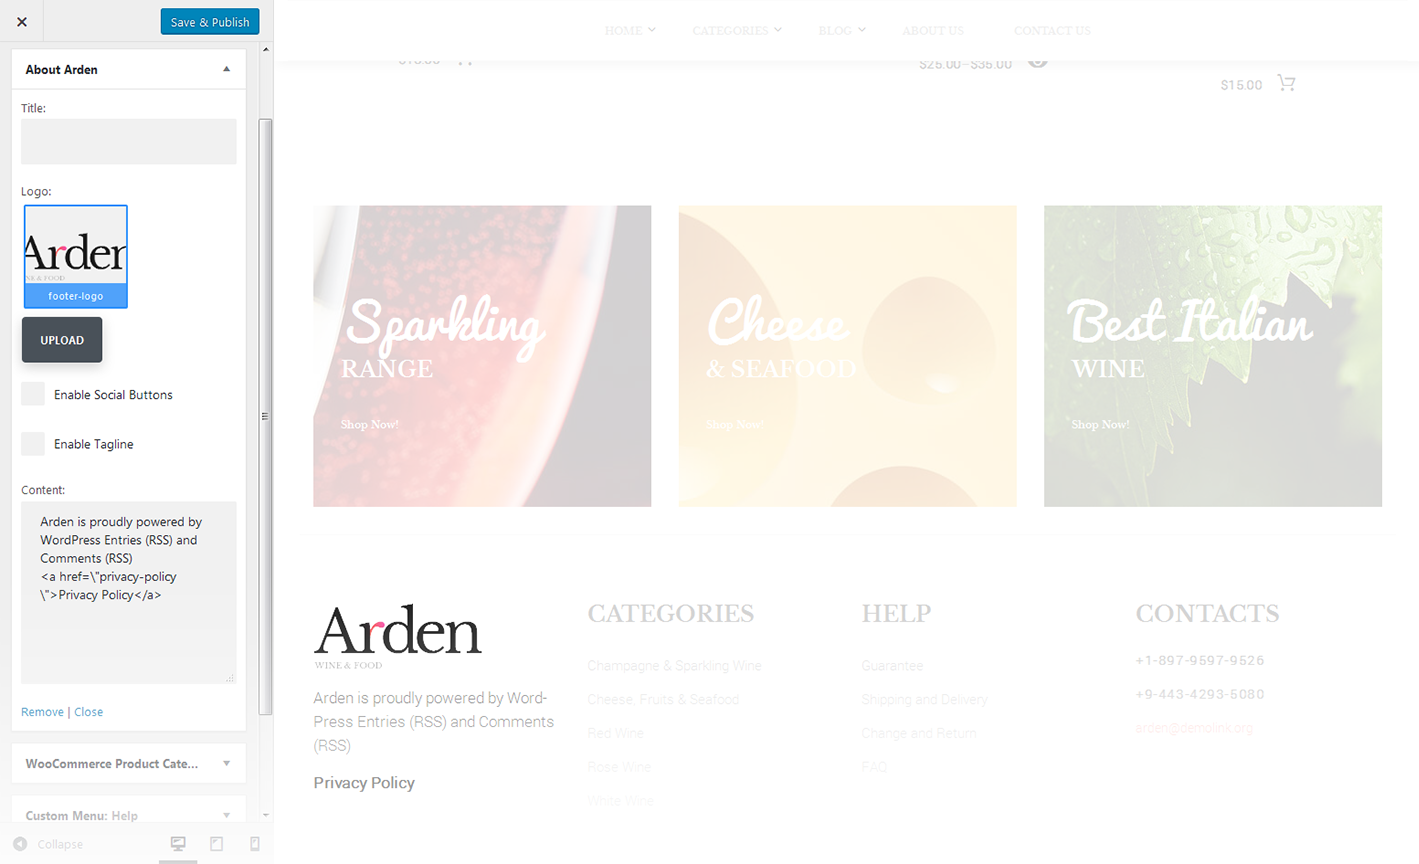 Save & Publish
About Arden
Title:
Logo:
Arden
footer-logo
UPLOAD
Enable Social Buttons
Enable Tagline
Content:
Arden is proudly powered by
WordPress Entries (RSS) and
Comments (RSS)
<a href=\"privacy-policy
\">Privacy Policy</a>
Remove | Close
WooCommerce Product Cate...
Custom Menu: Help
Collapse
HOME
CATEGORIES
BLOG
ABOUT US
CONTACT US
$25.00–$35.00
$15.00
Sparkling
RANGE
Shop Now!
Cheese
& SEAFOOD
Shop Now!
Best Italian
WINE
Shop Now!
Arden
WINE & FOOD
Arden is proudly powered by Word-
Press Entries (RSS) and Comments
(RSS)
Privacy Policy
CATEGORIES
Champagne & Sparkling Wine
Cheese, Fruits & Seafood
Red Wine
Rose Wine
White Wine
HELP
Guarantee
Shipping and Delivery
Change and Return
FAQ
CONTACTS
+1-897-9597-9526
+9-443-4293-5080
arden@demolink.org